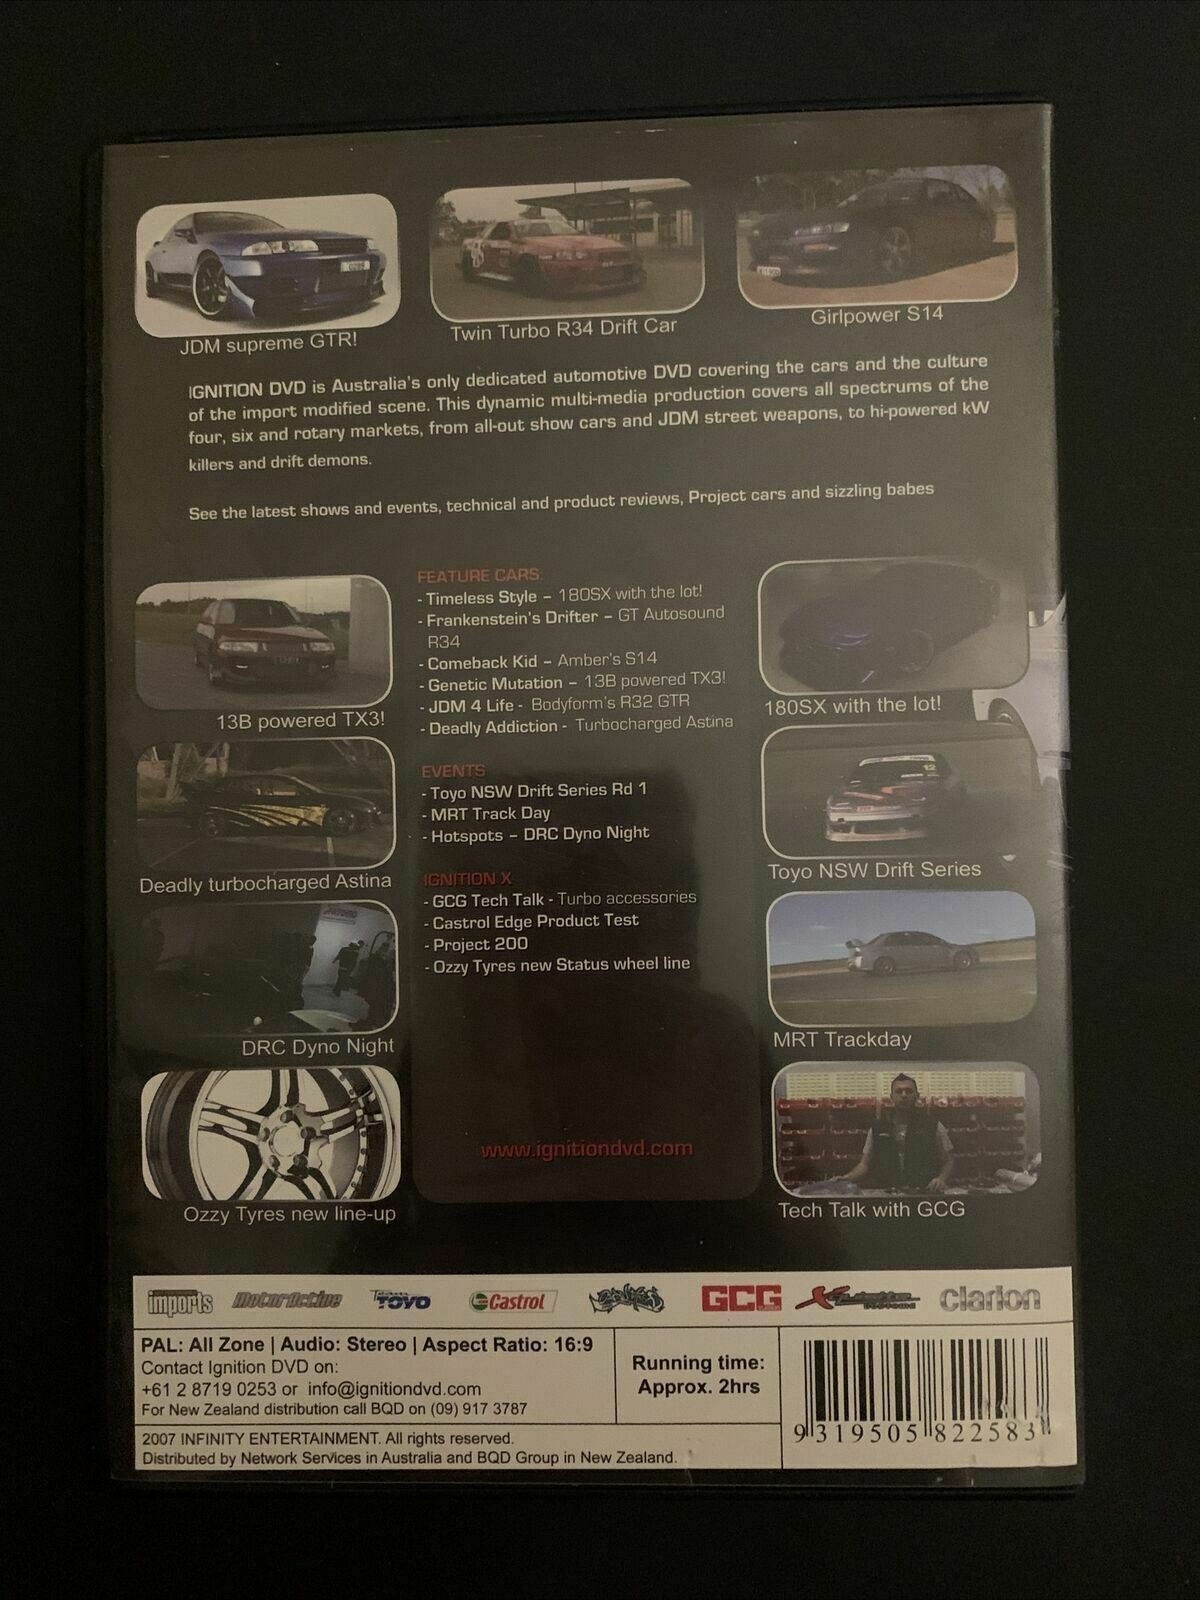 JDM supreme GTR!
Twin Turbo R34 Drift Car
Girlpower S14
IGNITION DVD is Australia's only dedicated automotive DVD covering the cars and the culture
of the import modified scene. This dynamic multi-media production covers all spectrums of the
four, six and rotary markets, from all-out show cars and JDM street weapons, to hi-powered kW
killers and drift demons.
See the latest shows and events, technical and product reviews, Project cars and sizzling babes
13B powered TX3!
Deadly turbocharged Astina
DRC Dyno Night
Ozzy Tyres new line-up
FEATURE CARS:
- Timeless Style – 180SX with the lot!
- Frankenstein's Drifter – GT Autosound
R34
- Comeback Kid – Amber's S14
- Genetic Mutation – 13B powered TX3!
- JDM 4 Life - Bodyform's R32 GTR
- Deadly Addiction - Turbocharged Astina
EVENTS
- Toyo NSW Drift Series Rd 1
- MRT Track Day
- Hotspots – DRC Dyno Night
IGNITION X
- GCG Tech Talk - Turbo accessories
- Castrol Edge Product Test
- Project 200
- Ozzy Tyres new Status wheel line
www.ignitiondvd.com
180SX with the lot!
Toyo NSW Drift Series
MRT Trackday
Tech Talk with GCG
imports MotorActive Team TOYO Castrol GCG clarion
PAL: All Zone | Audio: Stereo | Aspect Ratio: 16:9
Contact Ignition DVD on:
+61 2 8719 0253 or info@ignitiondvd.com
For New Zealand distribution call BQD on (09) 917 3787
Running time:
Approx. 2hrs
2007 INFINITY ENTERTAINMENT. All rights reserved.
Distributed by Network Services in Australia and BQD Group in New Zealand.
9 319505 822583